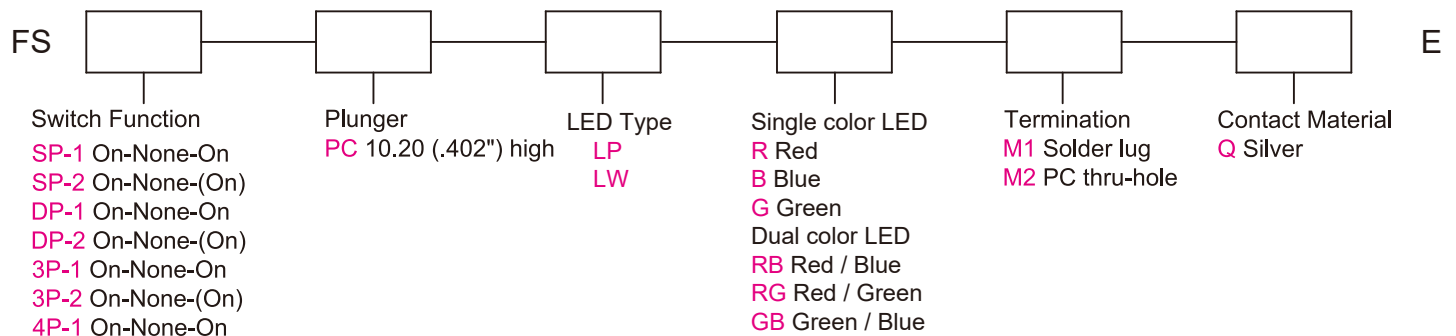 FS
E
Switch Function
SP-1 On-None-On
SP-2 On-None-(On)
DP-1 On-None-On
DP-2 On-None-(On)
3P-1 On-None-On
3P-2 On-None-(On)
4P-1 On-None-On
Plunger
PC 10.20 (.402") high
LED Type
LP
LW
Single color LED
R Red
B Blue
G Green
Dual color LED
RB Red / Blue
RG Red / Green
GB Green / Blue
Termination
M1 Solder lug
M2 PC thru-hole
Contact Material
Q Silver